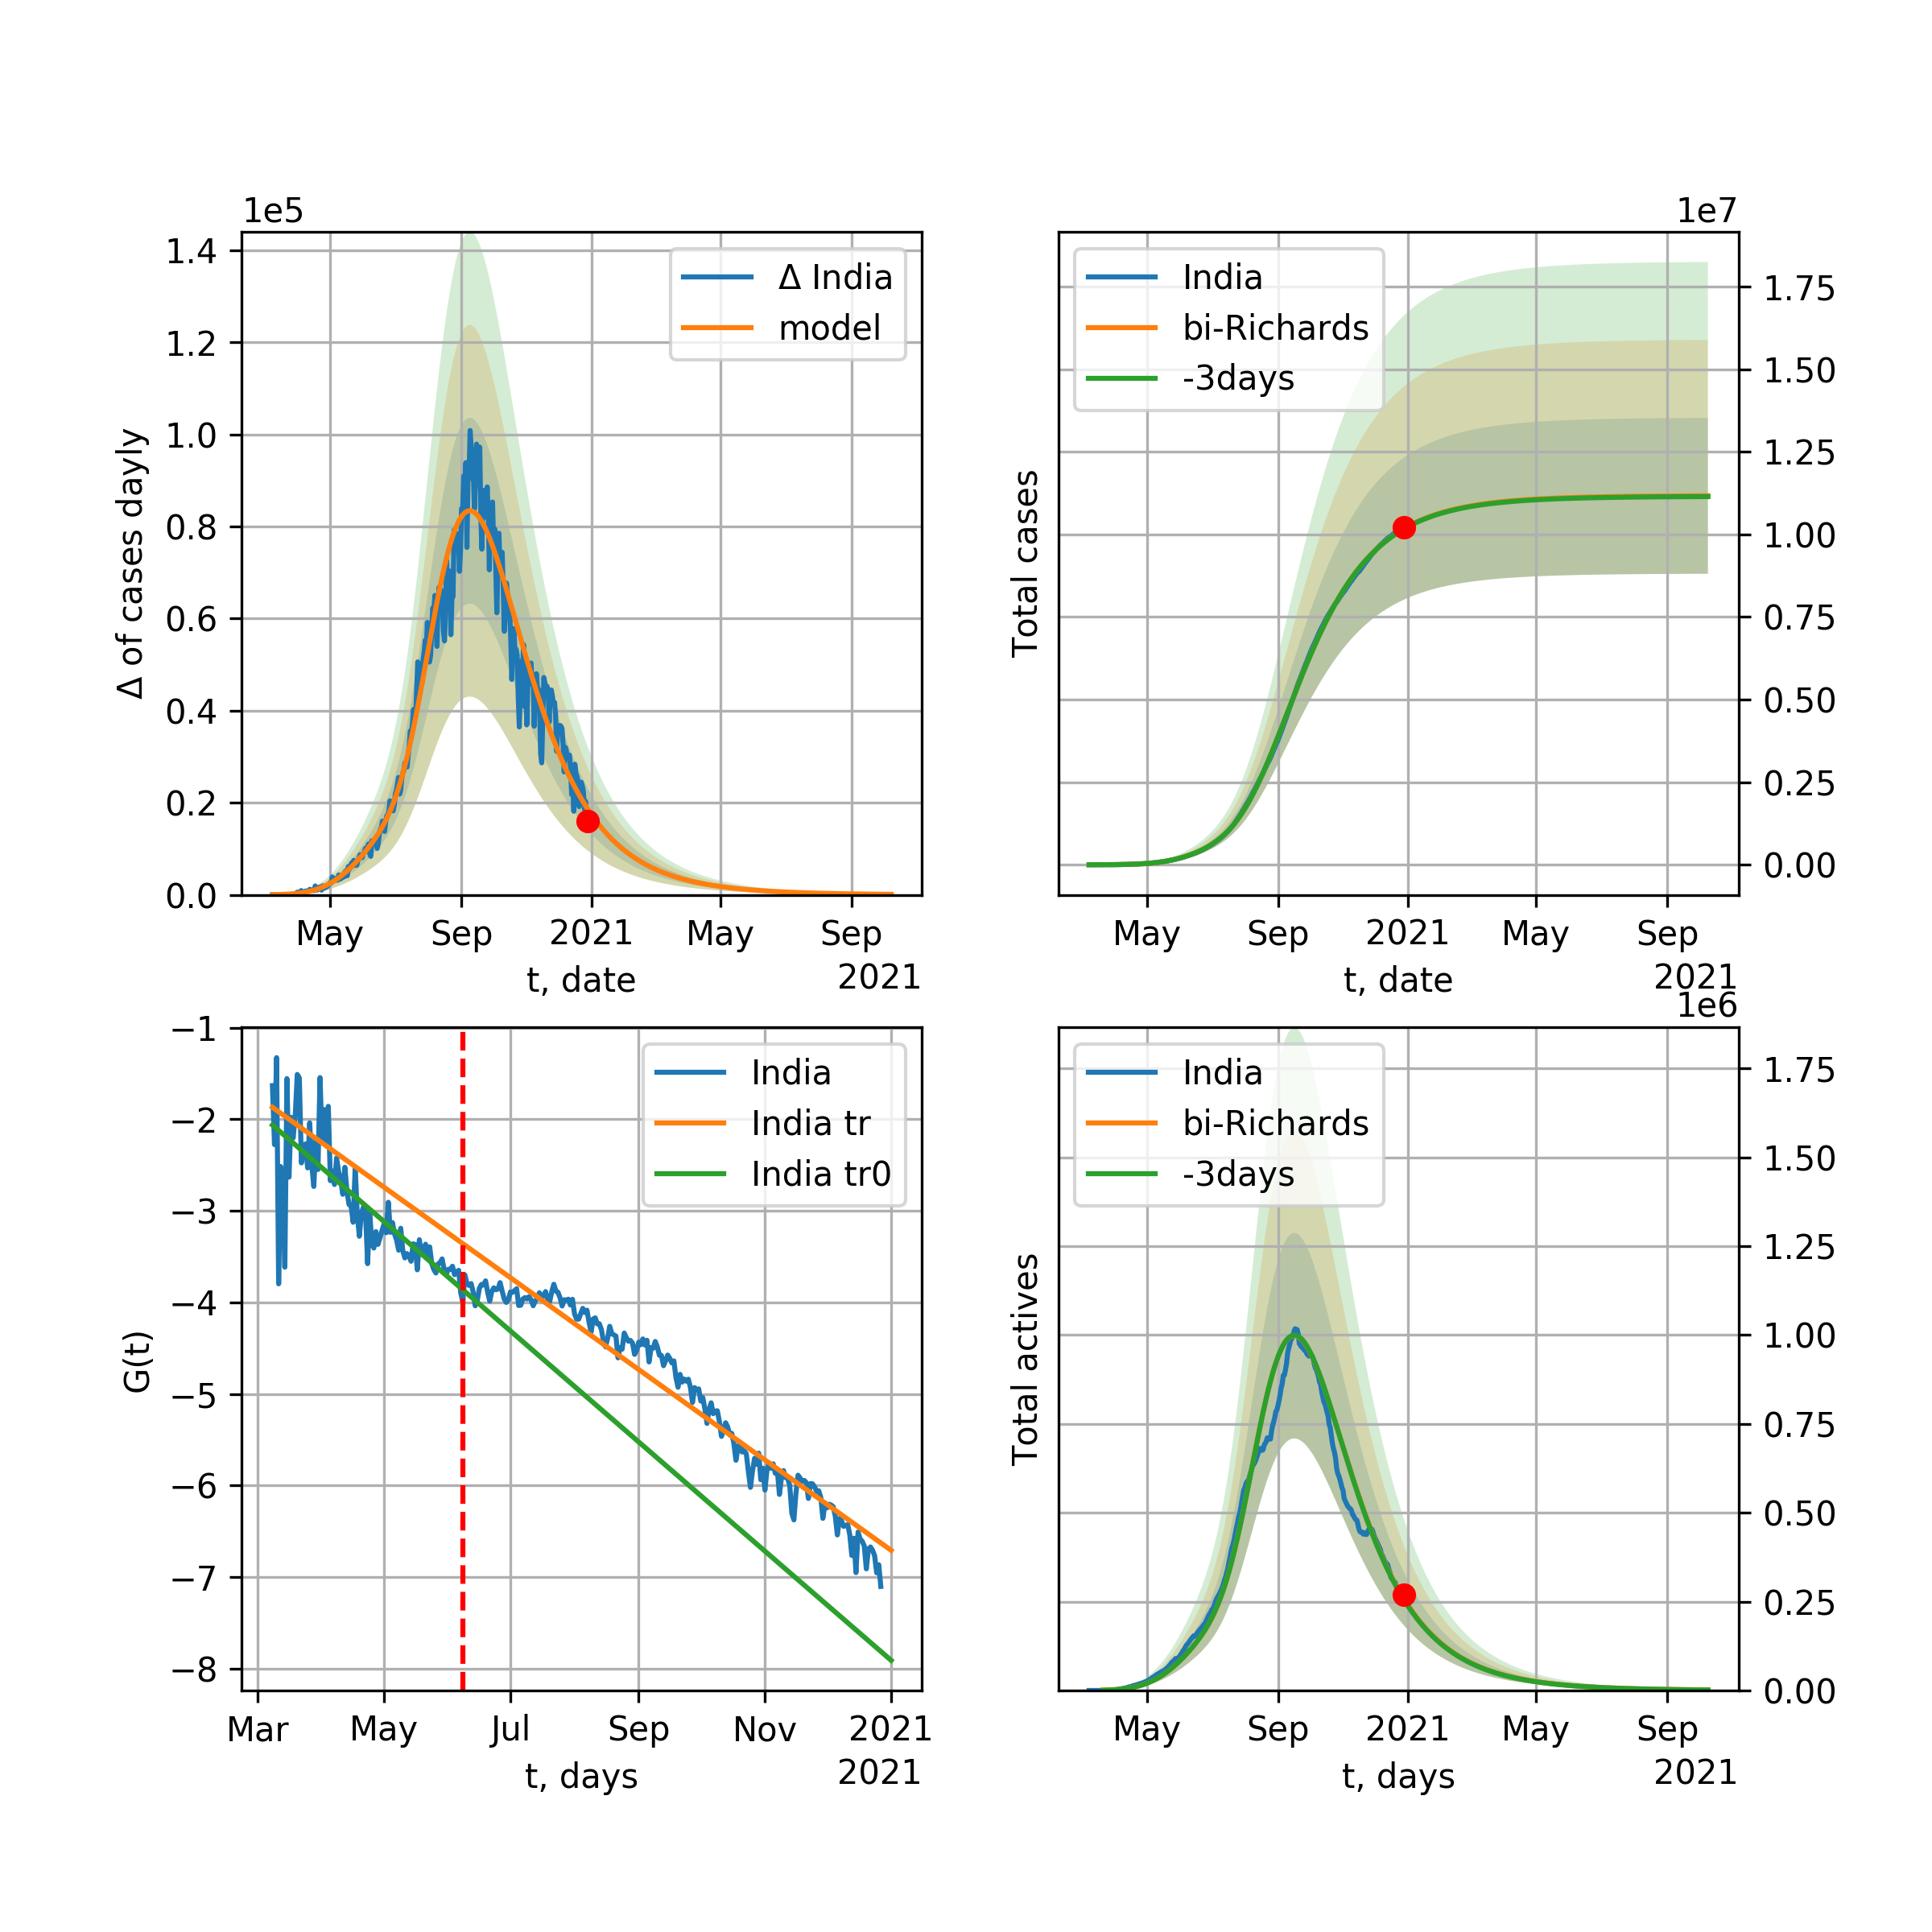 1e5
Δ of cases dayly
1.4
1.2
1.0
0.8
0.6
0.4
0.2
0.0
Δ India
model
May Sep 2021 May Sep
2021
t, date
1e7
Total cases
India
bi-Richards
-3days
1.75
1.50
1.25
1.00
0.75
0.50
0.25
0.00
May Sep 2021 May Sep
2021
t, date
G(t)
−1
−2
−3
−4
−5
−6
−7
−8
India
India tr
India tr0
Mar May Jul Sep Nov 2021
2021
t, days
1e6
Total actives
India
bi-Richards
-3days
1.75
1.50
1.25
1.00
0.75
0.50
0.25
0.00
May Sep 2021 May Sep
2021
t, days